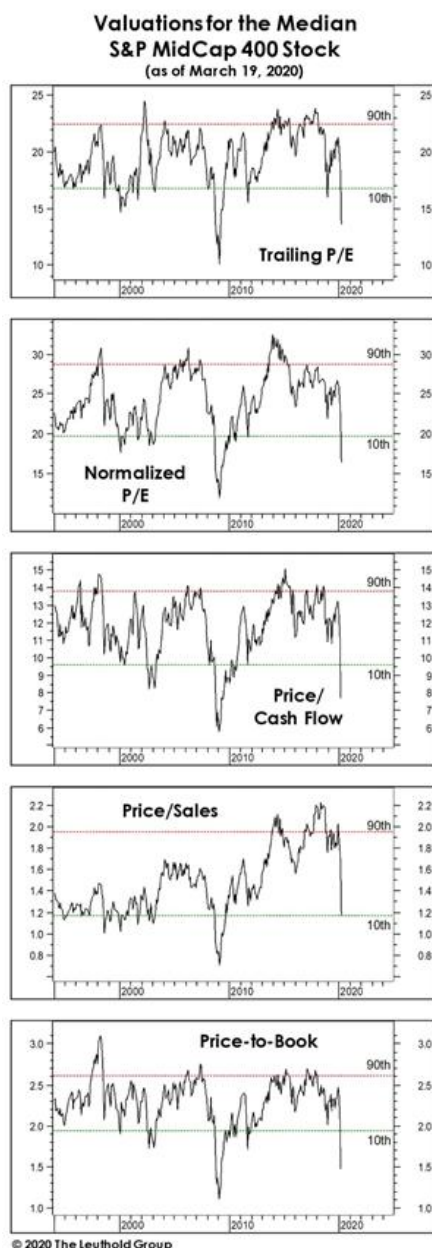 Valuations for the Median
S&P MidCap 400 Stock
(as of March 19, 2020)
25 25
90th
20 20
10th
15 15
Trailing P/E
10 10
2000 2010 2020
90th
30 30
25 25
20 20
10th
15 15
Normalized
P/E
2000 2010 2020
15 15
14 90th 14
13 13
12 12
11 11
10 10
9 10th 9
8 8
7 Price/ 7
6 Cash Flow 6
2000 2010 2020
2.2 Price/Sales 2.2
2.0 90th 2.0
1.8 1.8
1.6 1.6
1.4 1.4
1.2 1.2
1.0 10th 1.0
0.8 0.8
2000 2010 2020
3.0 Price-to-Book 3.0
90th
2.5 2.5
2.0 2.0
10th
1.5 1.5
1.0 1.0
2000 2010 2020
© 2020 The Leuthold Group